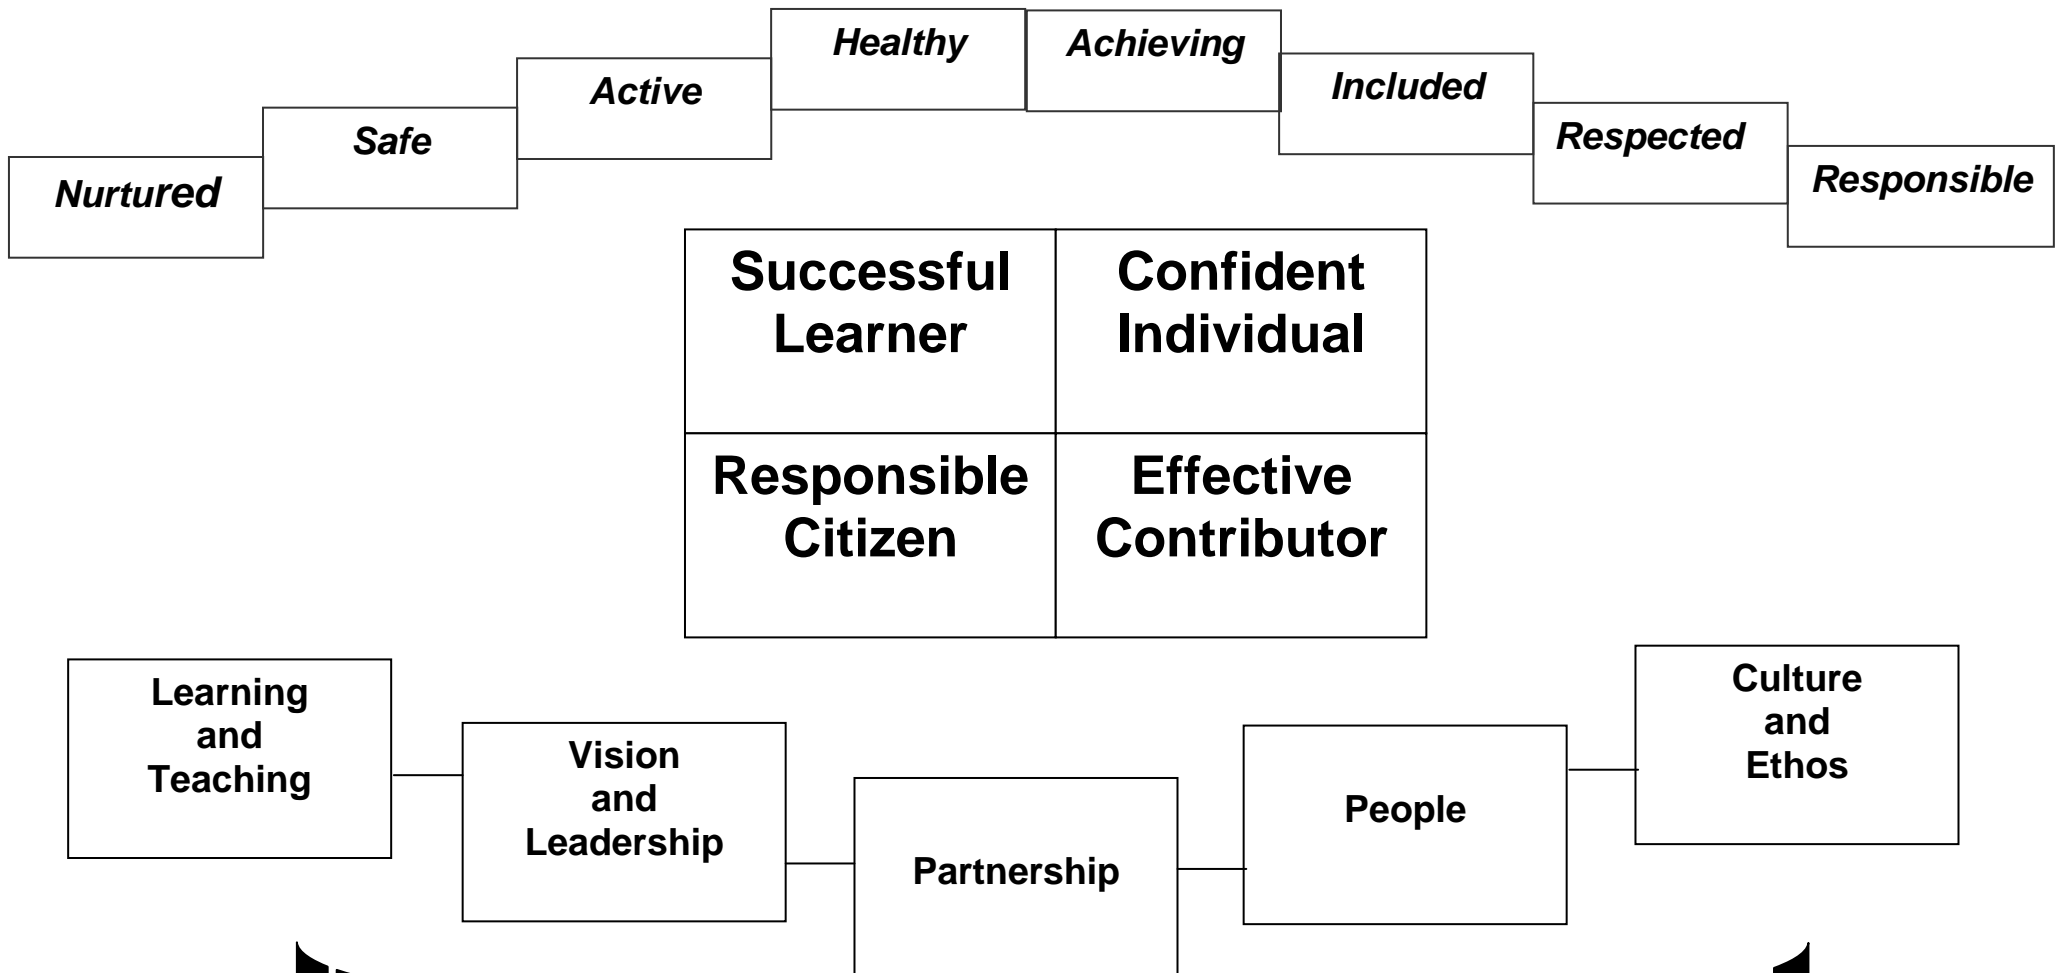 Nurtured
Safe
Active
Healthy
Achieving
Included
Respected
Responsible
Successful
Learner
Confident
Individual
Responsible
Citizen
Effective
Contributor
Learning
and
Teaching
Vision
and
Leadership
Partnership
People
Culture
and
Ethos